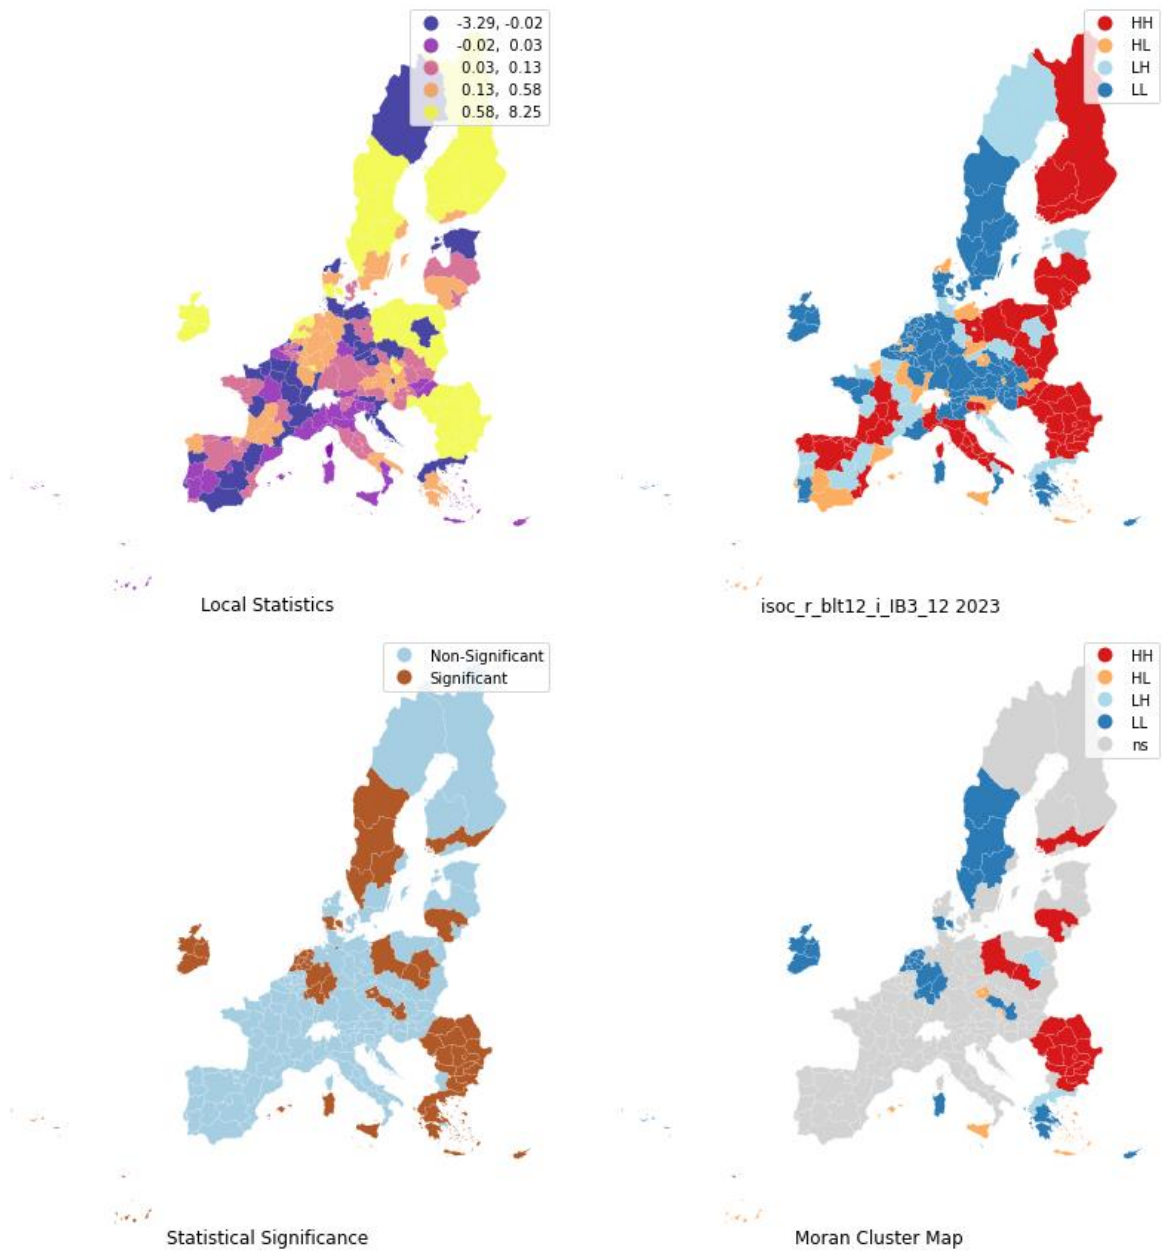 -3.29, -0.02
-0.02, 0.03
0.03, 0.13
0.13, 0.58
0.58, 8.25
HH
HL
LH
LL
Local Statistics
isoc_r_blt12_i_IB3_12 2023
Non-Significant
Significant
HH
HL
LH
LL
ns
Statistical Significance
Moran Cluster Map